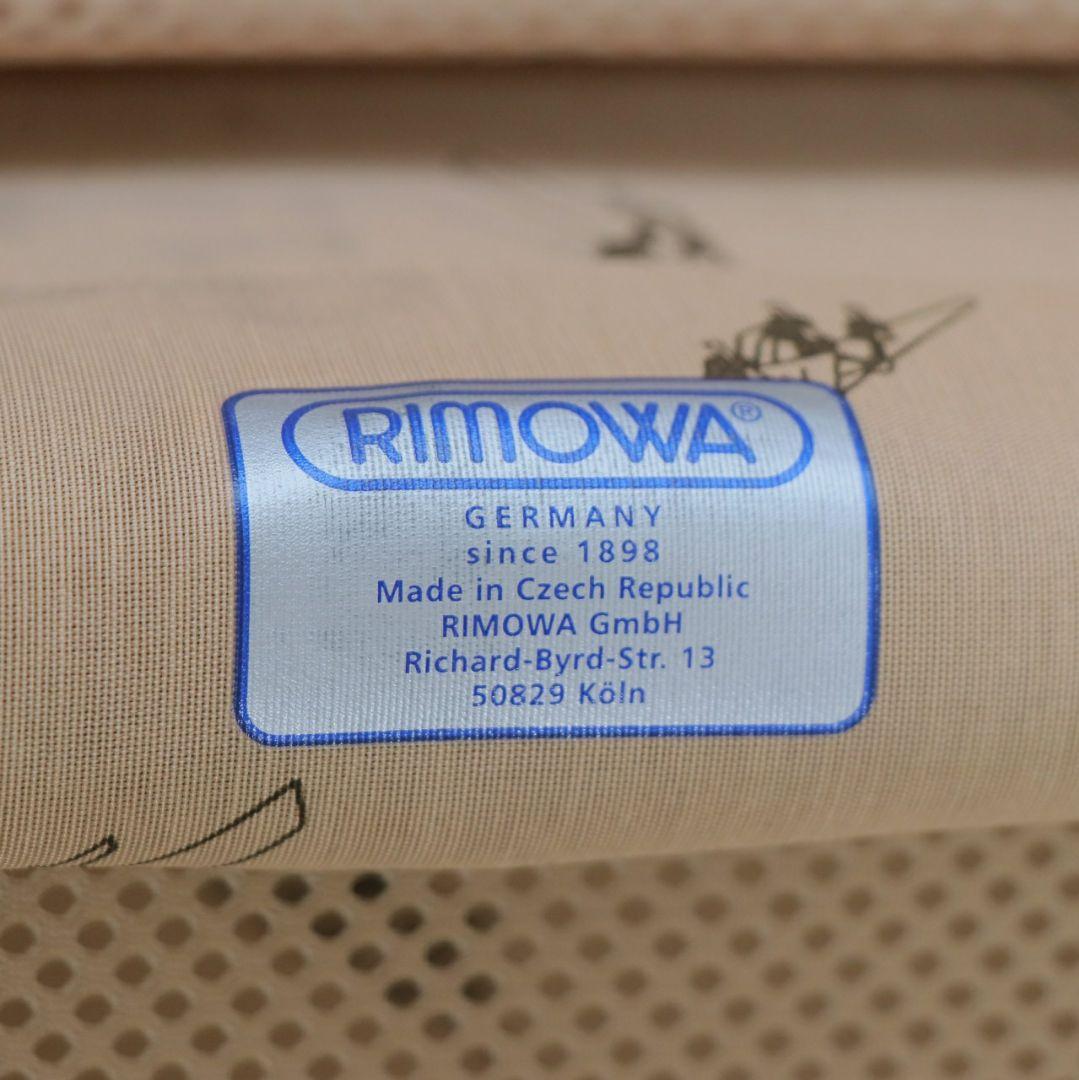 RIMOWA®
GERMANY
since 1898
Made in Czech Republic
RIMOWA GmbH
Richard-Byrd-Str. 13
50829 Köln